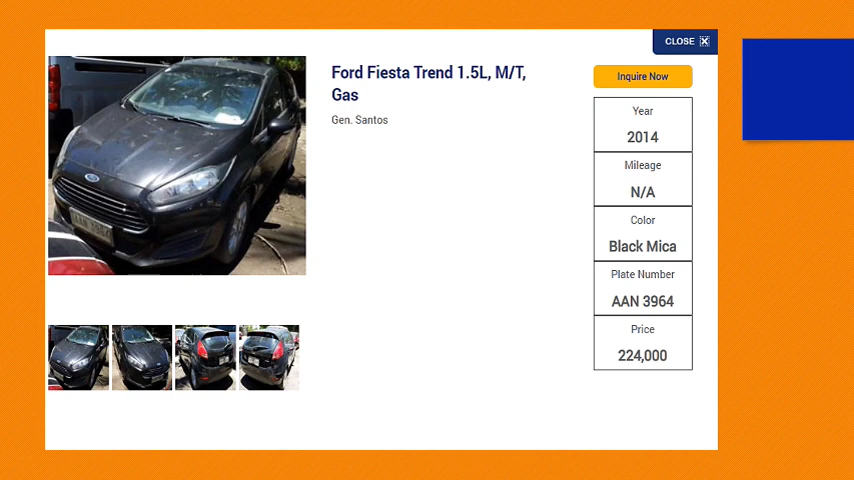 CLOSE
Ford Fiesta Trend 1.5L, M/T,
Gas
Gen. Santos
Inquire Now
Year
2014
Mileage
N/A
Color
Black Mica
Plate Number
AAN 3964
Price
224,000
Ford